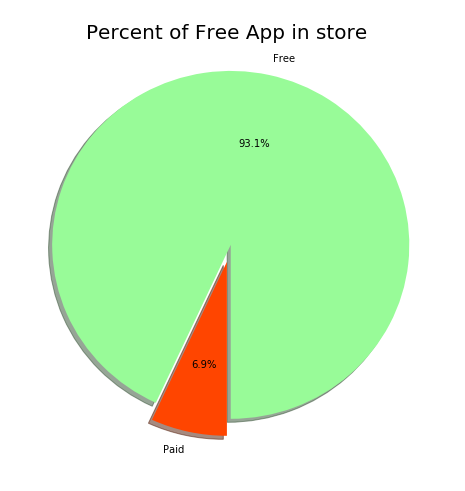 Percent of Free App in store
Free
93.1%
6.9%
Paid